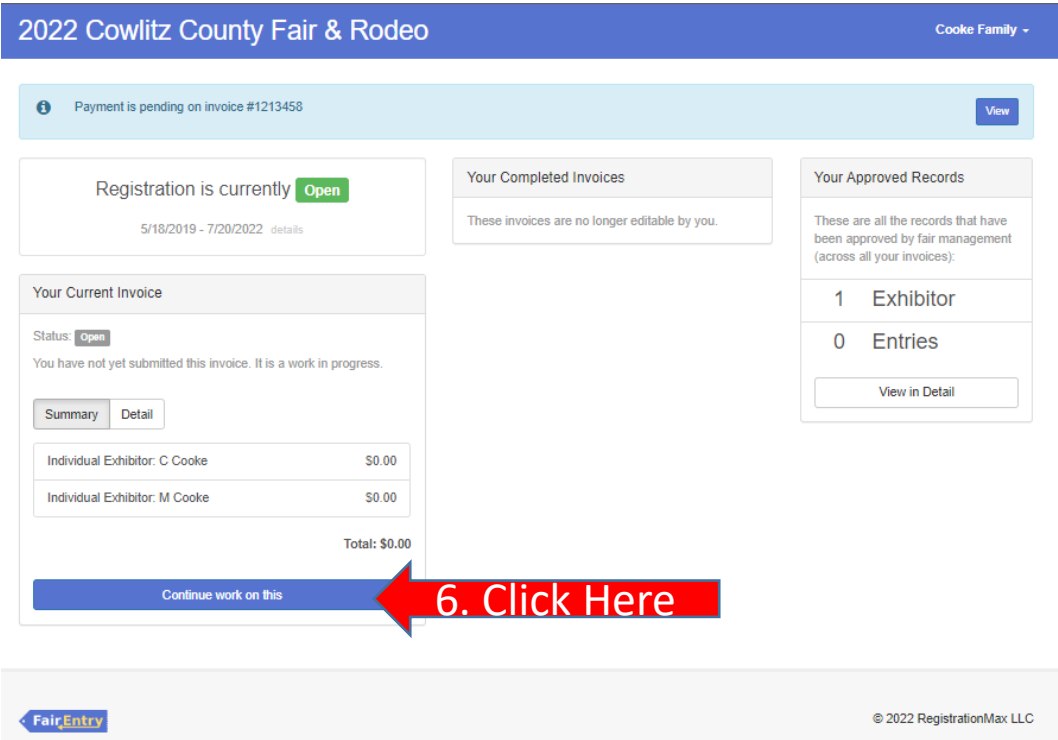 2022 Cowlitz County Fair & Rodeo
Cooke Family
Payment is pending on invoice #1213458
View
Registration is currently Open
5/18/2019 - 7/20/2022 details
Your Current Invoice
Status: Open
You have not yet submitted this invoice. It is a work in progress.
Summary Detail
Individual Exhibitor: C Cooke $0.00
Individual Exhibitor: M Cooke $0.00
Total: $0.00
Continue work on this
6. Click Here
Your Completed Invoices
These invoices are no longer editable by you.
Your Approved Records
These are all the records that have
been approved by fair management
(across all your invoices):
1 Exhibitor
0 Entries
View in Detail
FairEntry
© 2022 RegistrationMax LLC